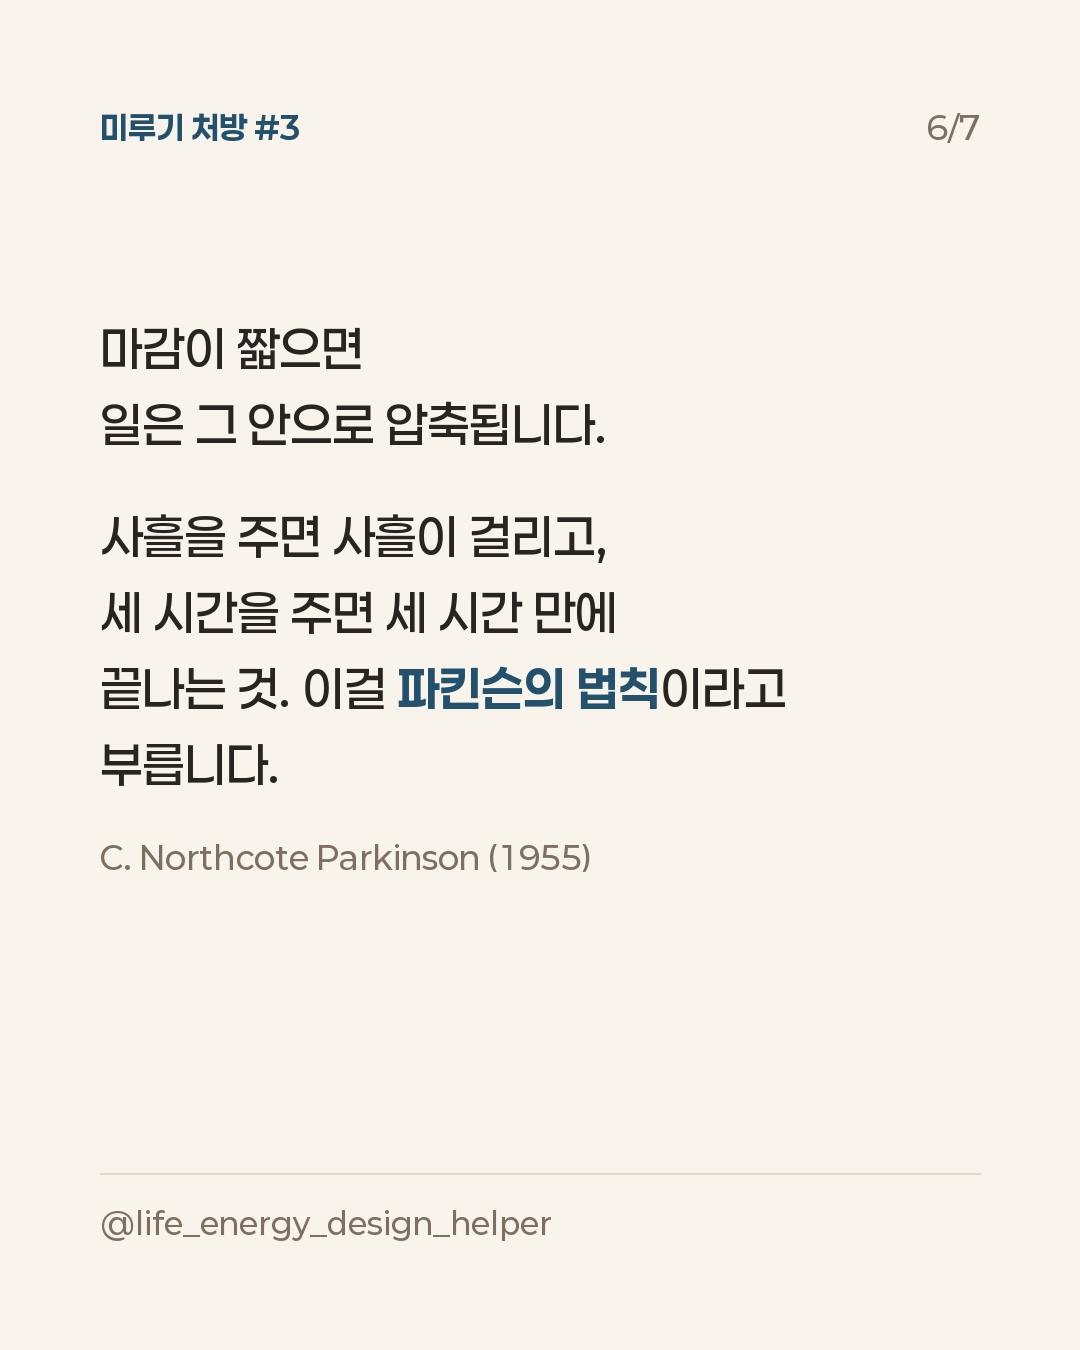 미루기 처방 #3
6/7
마감이 짧으면
일은 그 안으로 압축됩니다.
사흘을 주면 사흘이 걸리고,
세 시간을 주면 세 시간 만에
끝나는 것. 이걸 파킨슨의 법칙이라고
부릅니다.
C. Northcote Parkinson (1955)
@life_energy_design_helper